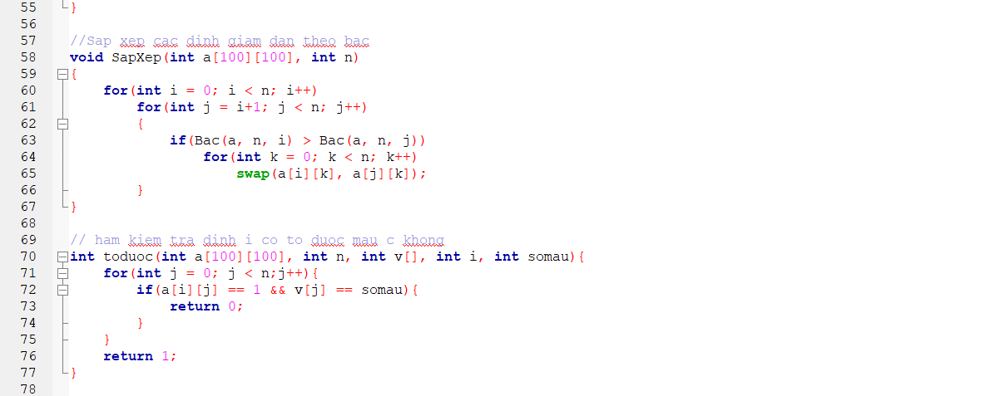 55 }
56
57 //Sap xep cac dinh giam dan theo bac
58 void SapXep(int a[100][100], int n)
59 {
60 for(int i = 0; i < n; i++)
61 for(int j = i+1; j < n; j++)
62 {
63 if(Bac(a, n, i) > Bac(a, n, j))
64 for(int k = 0; k < n; k++)
65 swap(a[i][k], a[j][k]);
66 }
67 }
68
69 // ham kiem tra dinh i co to duoc mau c khong
70 int toduoc(int a[100][100], int n, int v[], int i, int somau){
71 for(int j = 0; j < n;j++){
72 if(a[i][j] == 1 && v[j] == somau){
73 return 0;
74 }
75 }
76 return 1;
77 }
78